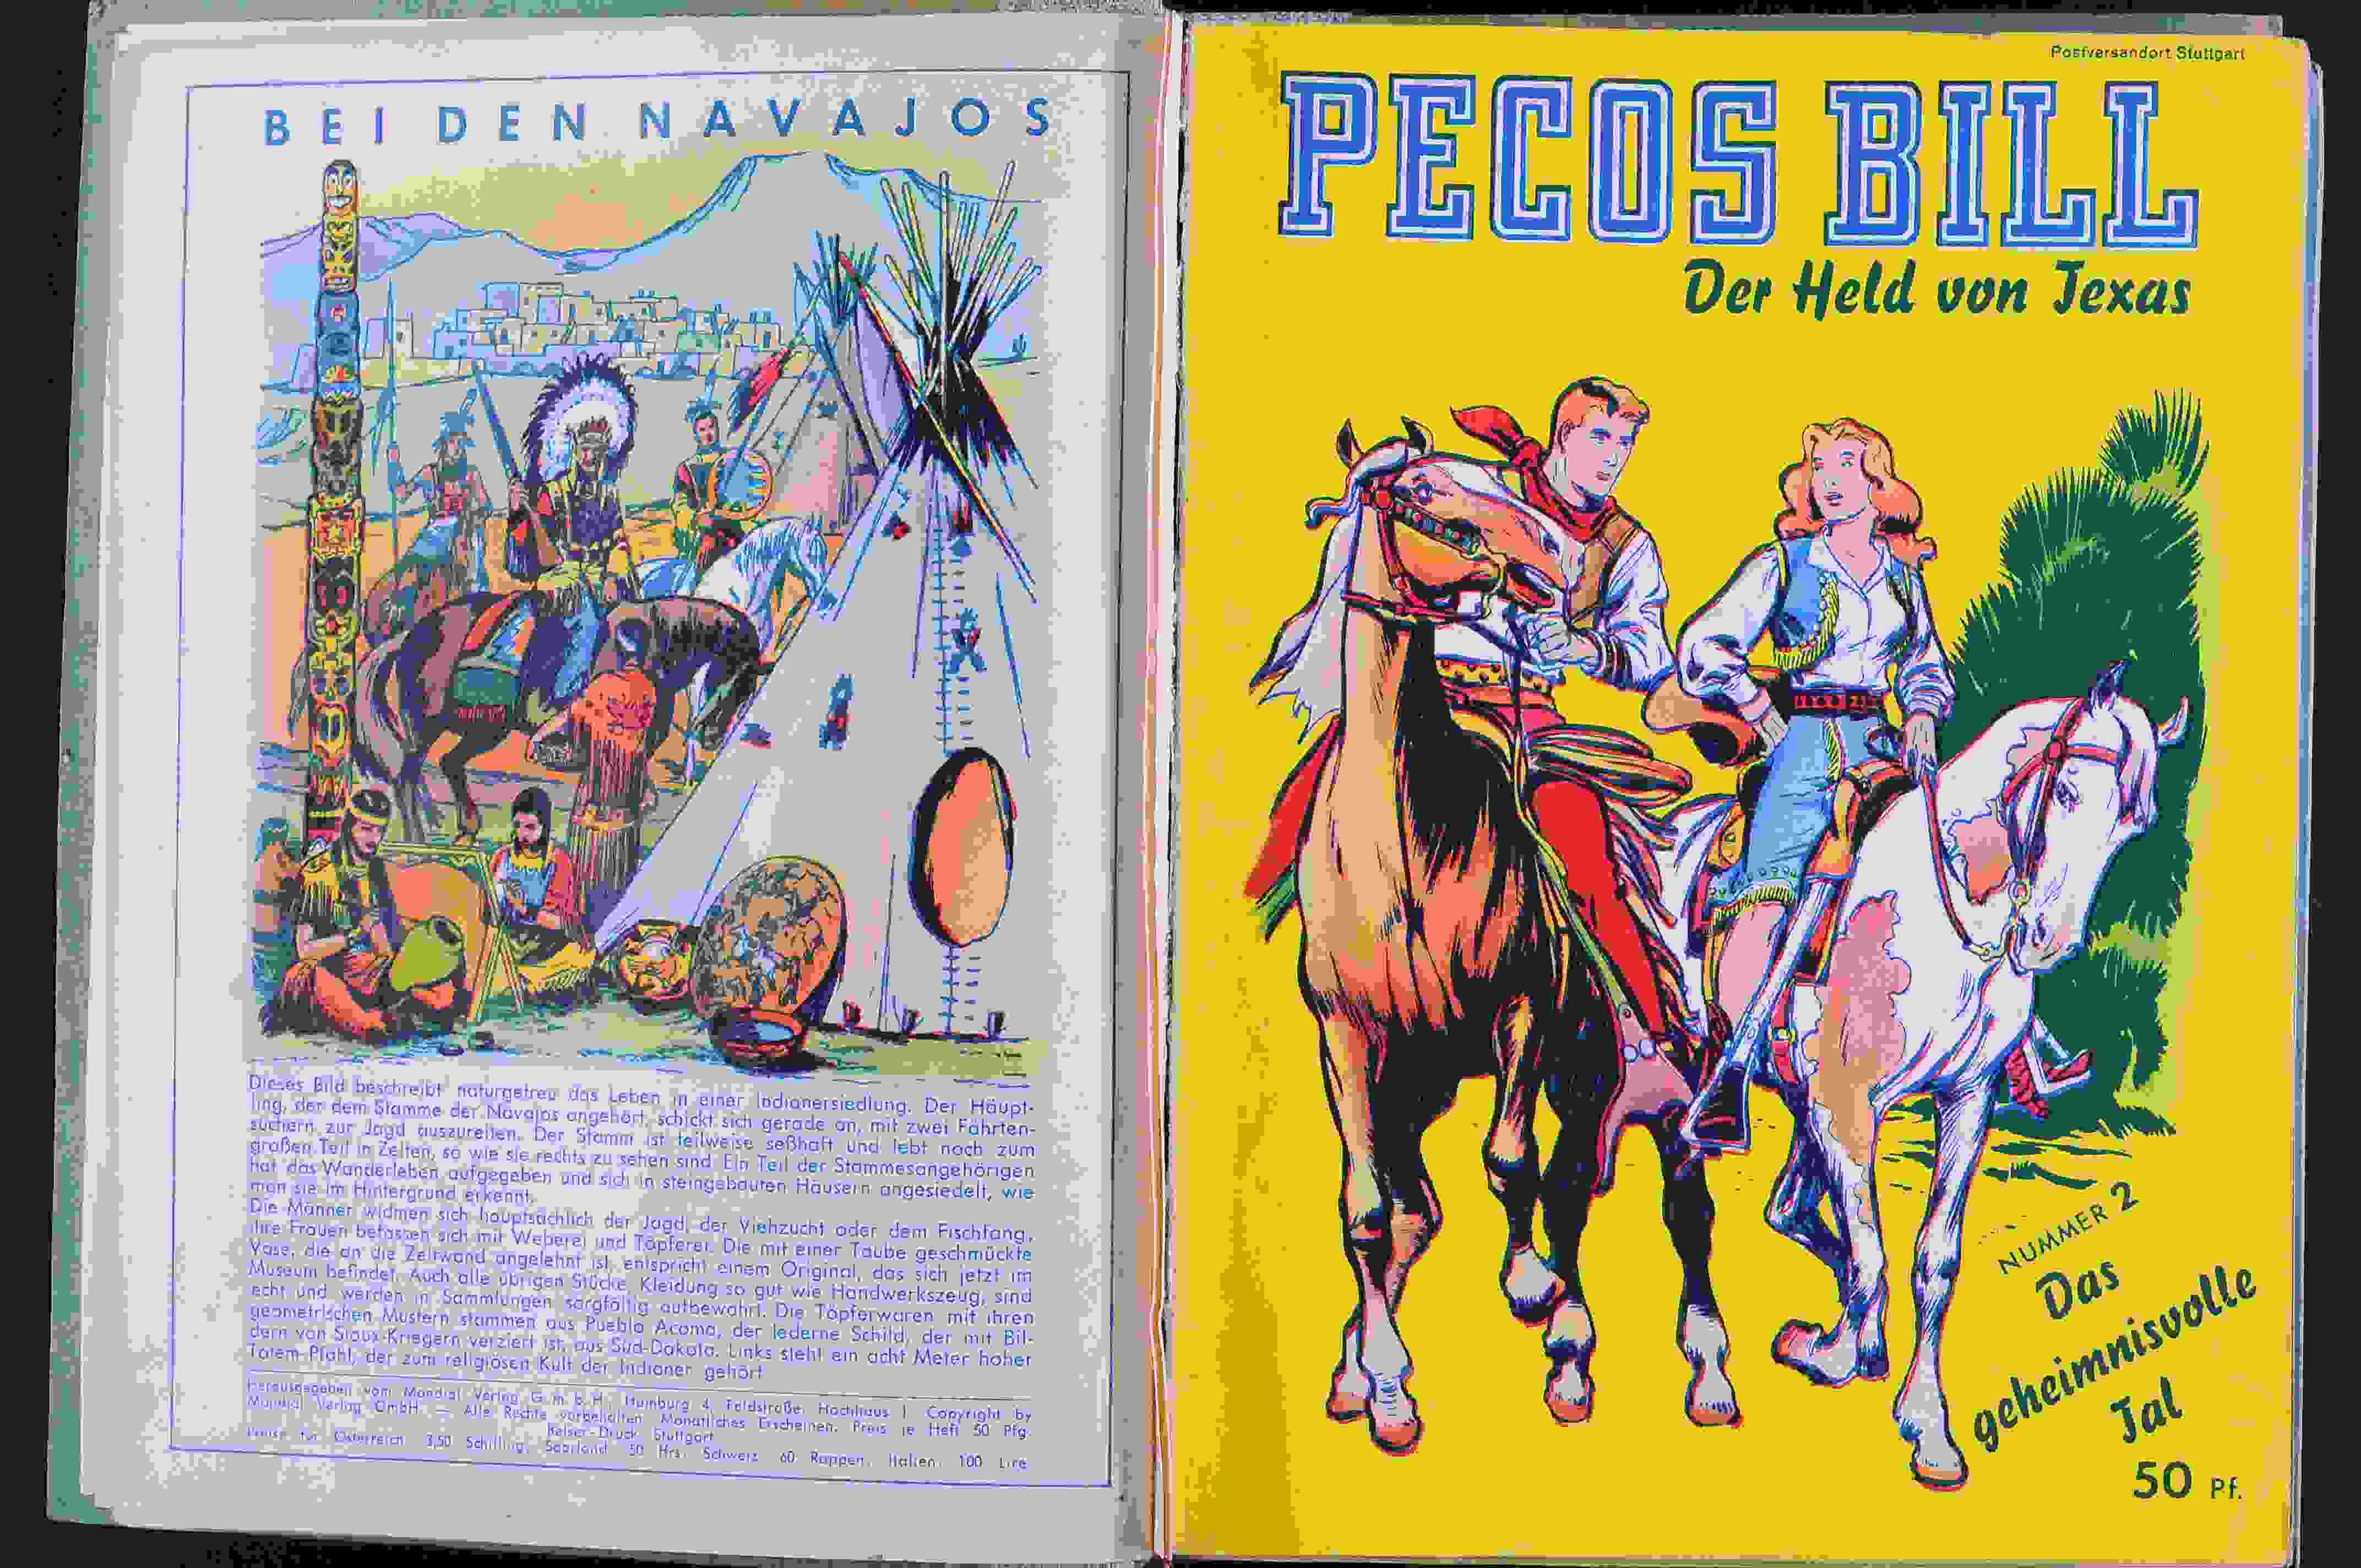 BEI DEN NAVAJOS
Dieses Bild beschreibt naturgetreu das Leben in einer Indianersiedlung. Der Häupt-
ling, der dem Stamme der Navajos angehört, schickt sich gerade an, mit zwei Fährten-
suchern zur Jagd auszureiten. Der Stamm ist teilweise seßhaft und lebt noch zum
großen Teil in Zelten, so wie sie rechts zu sehen sind. Ein Teil der Stammesangehörigen
hat das Wanderleben aufgegeben und sich in steingebauten Häusern angesiedelt, wie
man sie im Hintergrund erkennt.
Die Männer widmen sich hauptsächlich der Jagd, der Viehzucht oder dem Fischfang,
ihre Frauen befassen sich mit Weberei und Töpferei. Die mit einer Taube geschmückte
Vase, die an die Zeltwand angelehnt ist, entspricht einem Original, das sich jetzt im
Museum befindet. Auch alle übrigen Stücke, Kleidung so gut wie Handwerkszeug, sind
echt und werden in Sammlungen sorgfältig aufbewahrt. Die Töpferwaren mit ihren
geometrischen Mustern stammen aus Pueblo Acoma, der lederne Schild, der mit Bil-
dern von Sioux-Kriegern verziert ist, aus Süd-Dakota. Links steht ein acht Meter hoher
Totem-Pfahl, der zum religiösen Kult der Indianer gehört
Herausgegeben vom Mondial Verlag G. m. b. H., Hamburg 4, Feldstraße, Hochhaus I Copyright by
Mondial Verlag GmbH. — Alle Rechte vorbehalten. Monatliches Erscheinen. Preis je Heft 50 Pfg.
Belser-Druck, Stuttgart
Preise für Österreich 3,50 Schilling, Saarland 50 Frs., Schweiz 60 Rappen, Italien 100 Lire
Postversandort Stuttgart
PECOS BILL
Der Held von Texas
NUMMER 2
Das
geheimnisvolle
Tal
50 Pf.